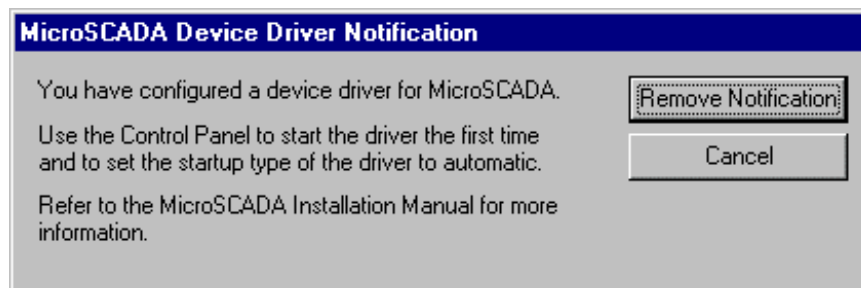 MicroSCADA Device Driver Notification
You have configured a device driver for MicroSCADA.
Remove Notification
Use the Control Panel to start the driver the first time
and to set the startup type of the driver to automatic.
Cancel
Refer to the MicroSCADA Installation Manual for more
information.